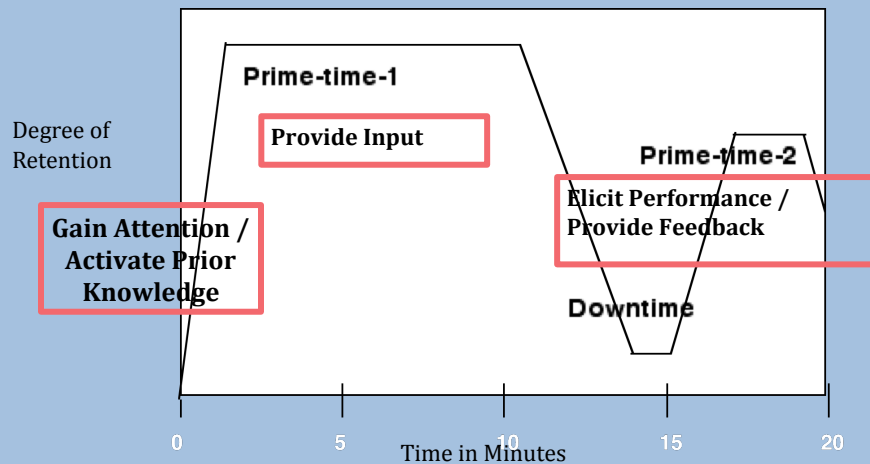 Prime-time-1
Provide Input
Degree of
Retention
Prime-time-2
Elicit Performance /
Provide Feedback
Gain Attention /
Activate Prior
Knowledge
Downtime
0 5 10 15 20
Time in Minutes